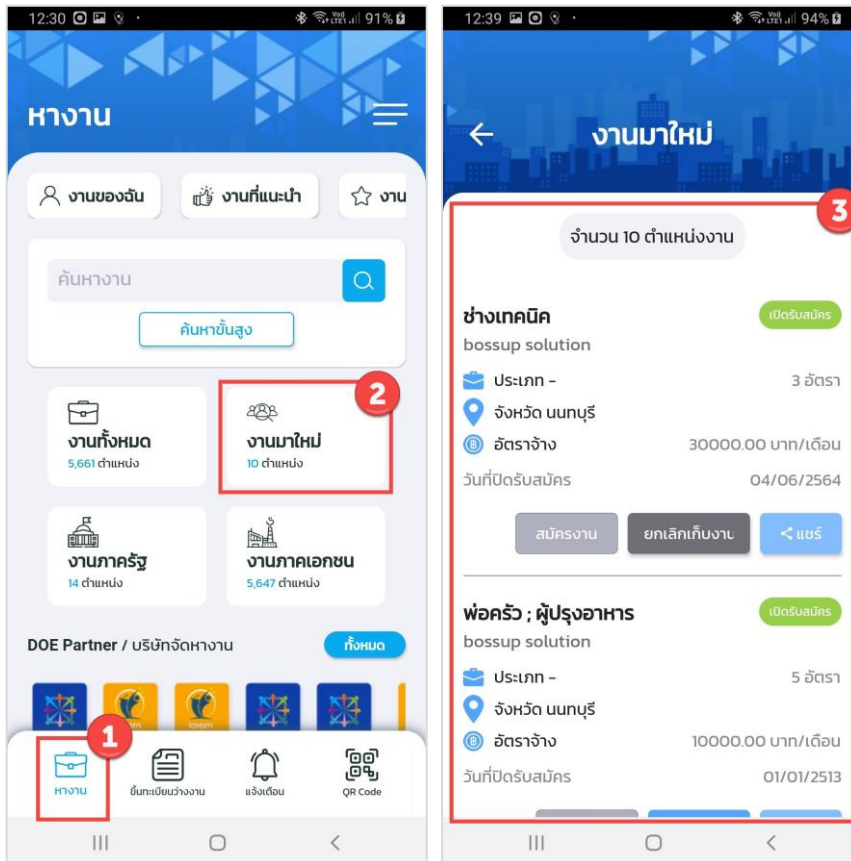 12:30
91%
หางาน
งานของฉัน
งานที่แนะนำ
งาน
ค้นหางาน
ค้นหาขั้นสูง
2
งานทั้งหมด
5,661 ตำแหน่ง
งานมาใหม่
10 ตำแหน่ง
งานภาครัฐ
14 ตำแหน่ง
งานภาคเอกชน
5,647 ตำแหน่ง
DOE Partner / บริษัทจัดหางาน
ทั้งหมด
lorem
lorem
1
หางาน
ขึ้นทะเบียนว่างงาน
แจ้งเตือน
QR Code
12:39
94%
งานมาใหม่
3
จำนวน 10 ตำแหน่งงาน
ช่างเทคนิค
เปิดรับสมัคร
bossup solution
ประเภท -
3 อัตรา
จังหวัด นนทบุรี
อัตราจ้าง
30000.00 บาท/เดือน
วันที่ปิดรับสมัคร
04/06/2564
สมัครงาน
ยกเลิกเก็บงาน
แชร์
พ่อครัว ; ผู้ปรุงอาหาร
เปิดรับสมัคร
bossup solution
ประเภท -
5 อัตรา
จังหวัด นนทบุรี
อัตราจ้าง
10000.00 บาท/เดือน
วันที่ปิดรับสมัคร
01/01/2513